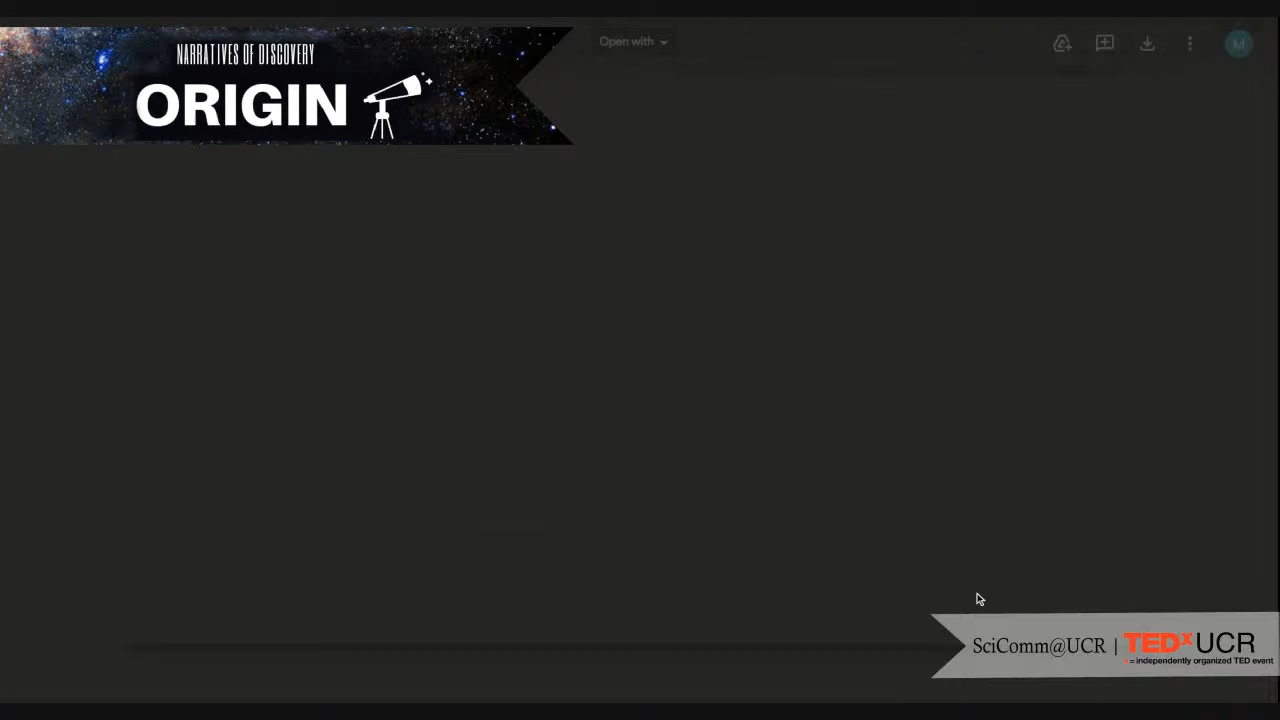 NARRATIVES OF DISCOVERY
ORIGIN
Open with
M
SciComm@UCR | TEDxUCR
x = independently organized TED event